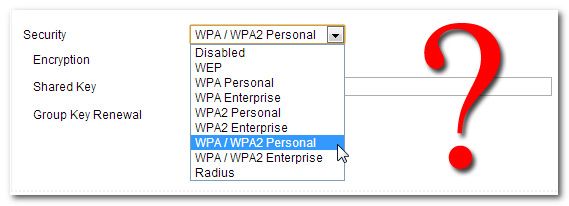 Security
WPA / WPA2 Personal
Disabled
Encryption
WEP
WPA Personal
Shared Key
WPA Enterprise
WPA2 Personal
Group Key Renewal
WPA2 Enterprise
WPA / WPA2 Personal
WPA / WPA2 Enterprise
Radius
?